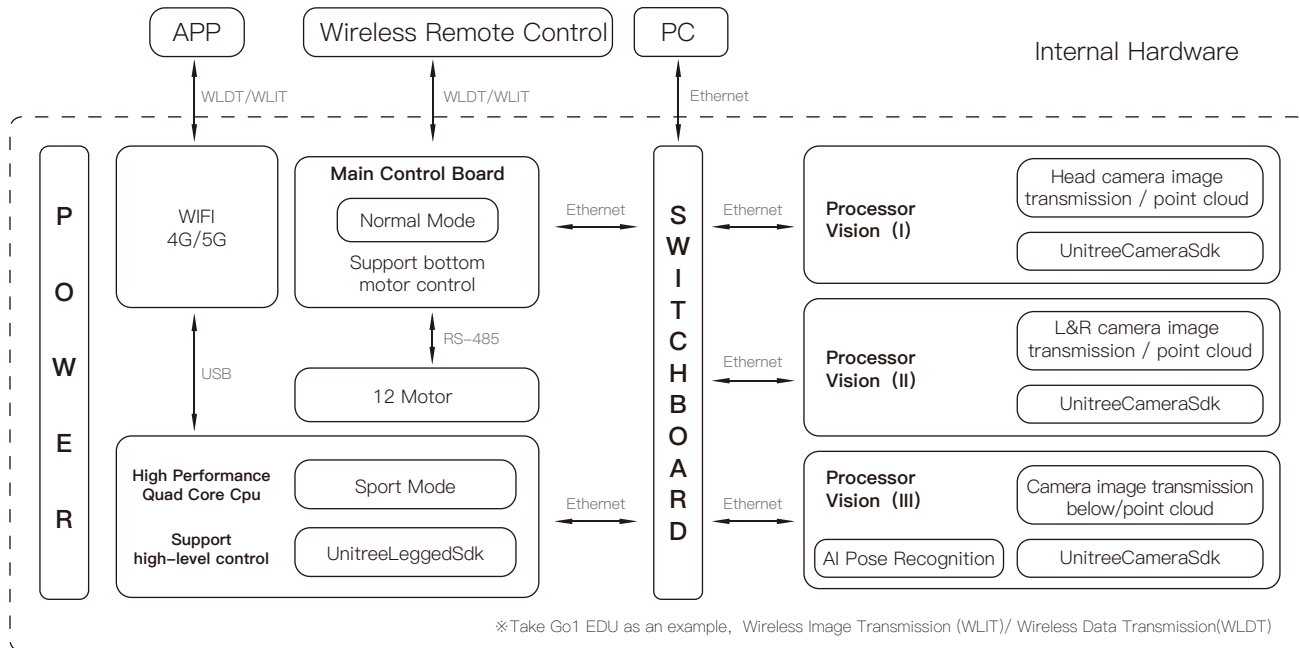 APP
Wireless Remote Control
PC
Internal Hardware
WLDT/WLIT
WLDT/WLIT
Ethernet
POWER
WIFI
4G/5G
USB
Main Control Board
Normal Mode
Support bottom
motor control
RS-485
12 Motor
High Performance
Quad Core Cpu
Sport Mode
Support
high-level control
UnitreeLeggedSdk
Ethernet
Ethernet
SWITCHBOARD
Ethernet
Ethernet
Ethernet
Processor
Vision (I)
Head camera image
transmission / point cloud
UnitreeCameraSdk
Processor
Vision (II)
L&R camera image
transmission / point cloud
UnitreeCameraSdk
Processor
Vision (III)
Camera image transmission
below/point cloud
AI Pose Recognition
UnitreeCameraSdk
※Take Go1 EDU as an example, Wireless Image Transmission (WLIT)/ Wireless Data Transmission(WLDT)